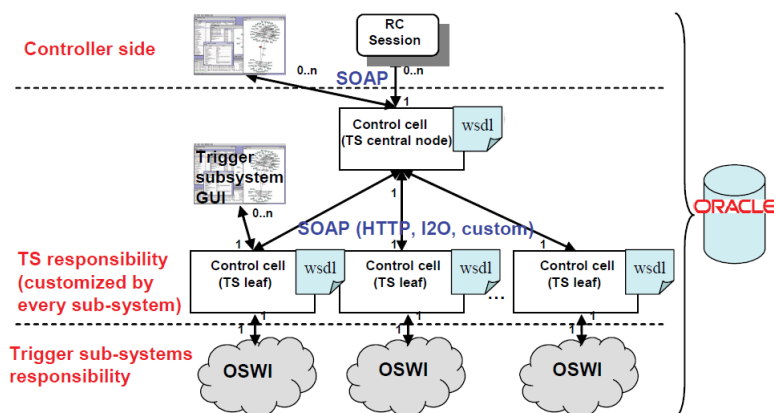 RC
Session
Controller side
0..n
SOAP
0..n
1
Control cell
(TS central node)
wsdl
Trigger
subsystem
GUI
1
0..n
ORACLE
SOAP (HTTP, I2O, custom)
1
1
1
TS responsibility
(customized by
every sub-system)
Control cell
(TS leaf)
wsdl
Control cell
(TS leaf)
wsdl
...
Control cell
(TS leaf)
wsdl
1
1
1
1
1
1
Trigger sub-systems
responsibility
OSWI
OSWI
OSWI